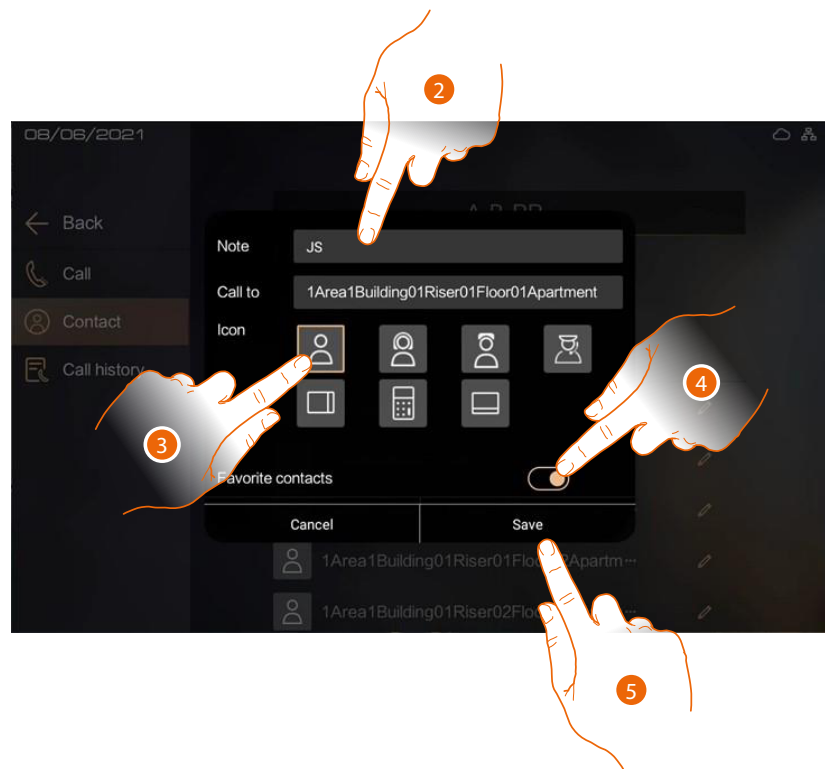 2
08/06/2021
Back
Note JS
Call
Call to 1Area1Building01Riser01Floor01Apartment
Contact
Icon
Call history
4
3
Favorite contacts
Cancel Save
1Area1Building01Riser01Flo 2Apartm...
1Area1Building01Riser02Flo ...
5